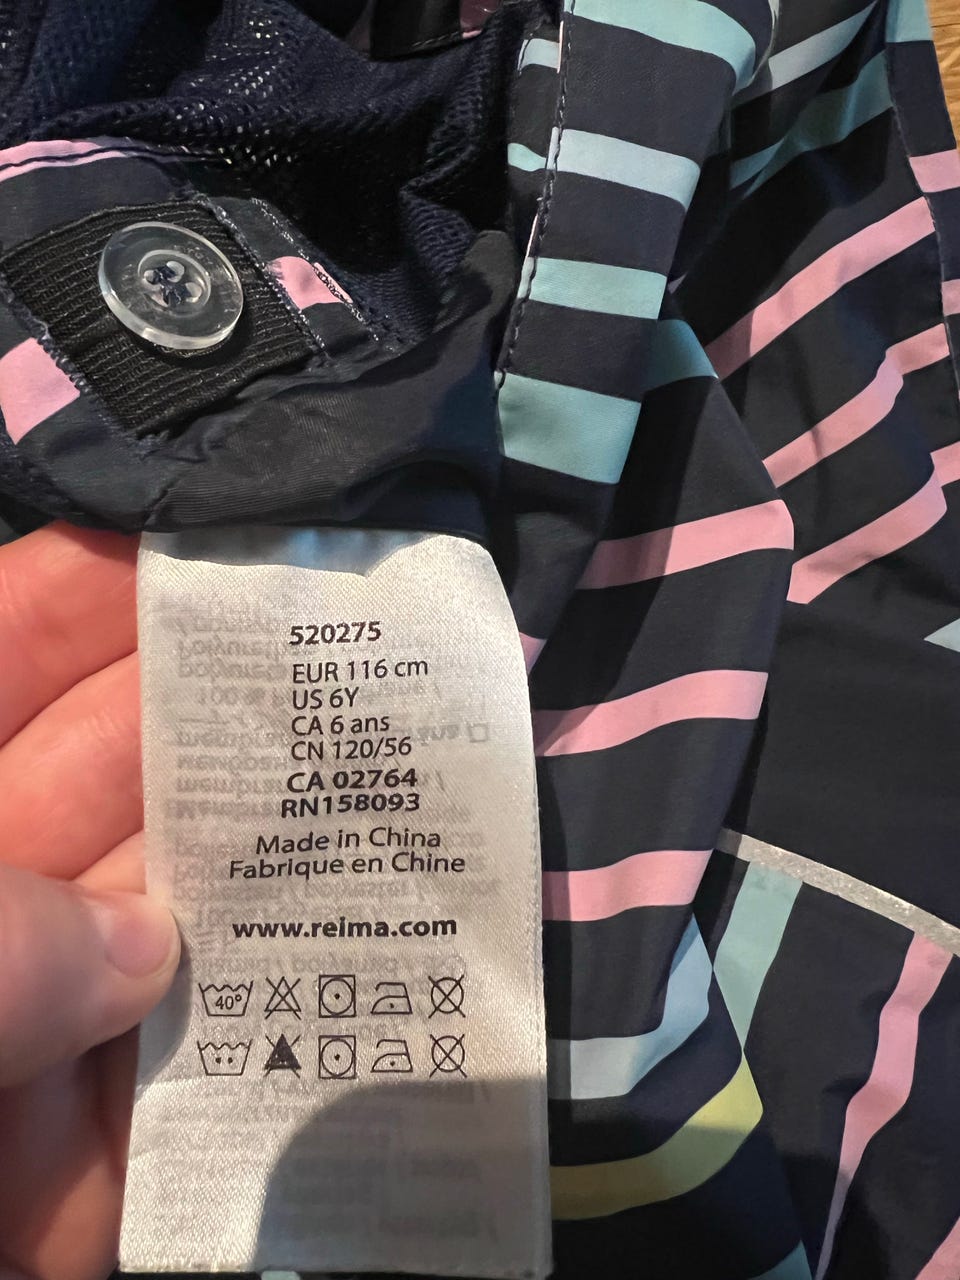 520275
EUR 116 cm
US 6Y
CA 6 ans
CN 120/56
CA 02764
RN158093
Made in China
Fabrique en Chine
www.reima.com
40°